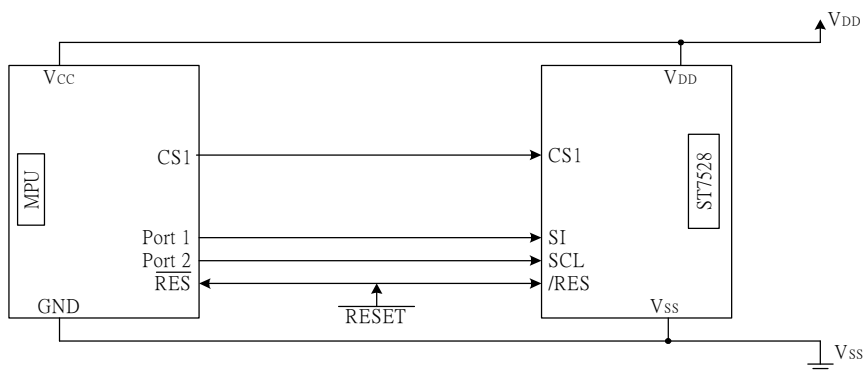 VDD
VCC
VDD
MPU
CS1
CS1
ST7528
Port 1
SI
Port 2
SCL
RES
/RES
RESET
GND
VSS
VSS